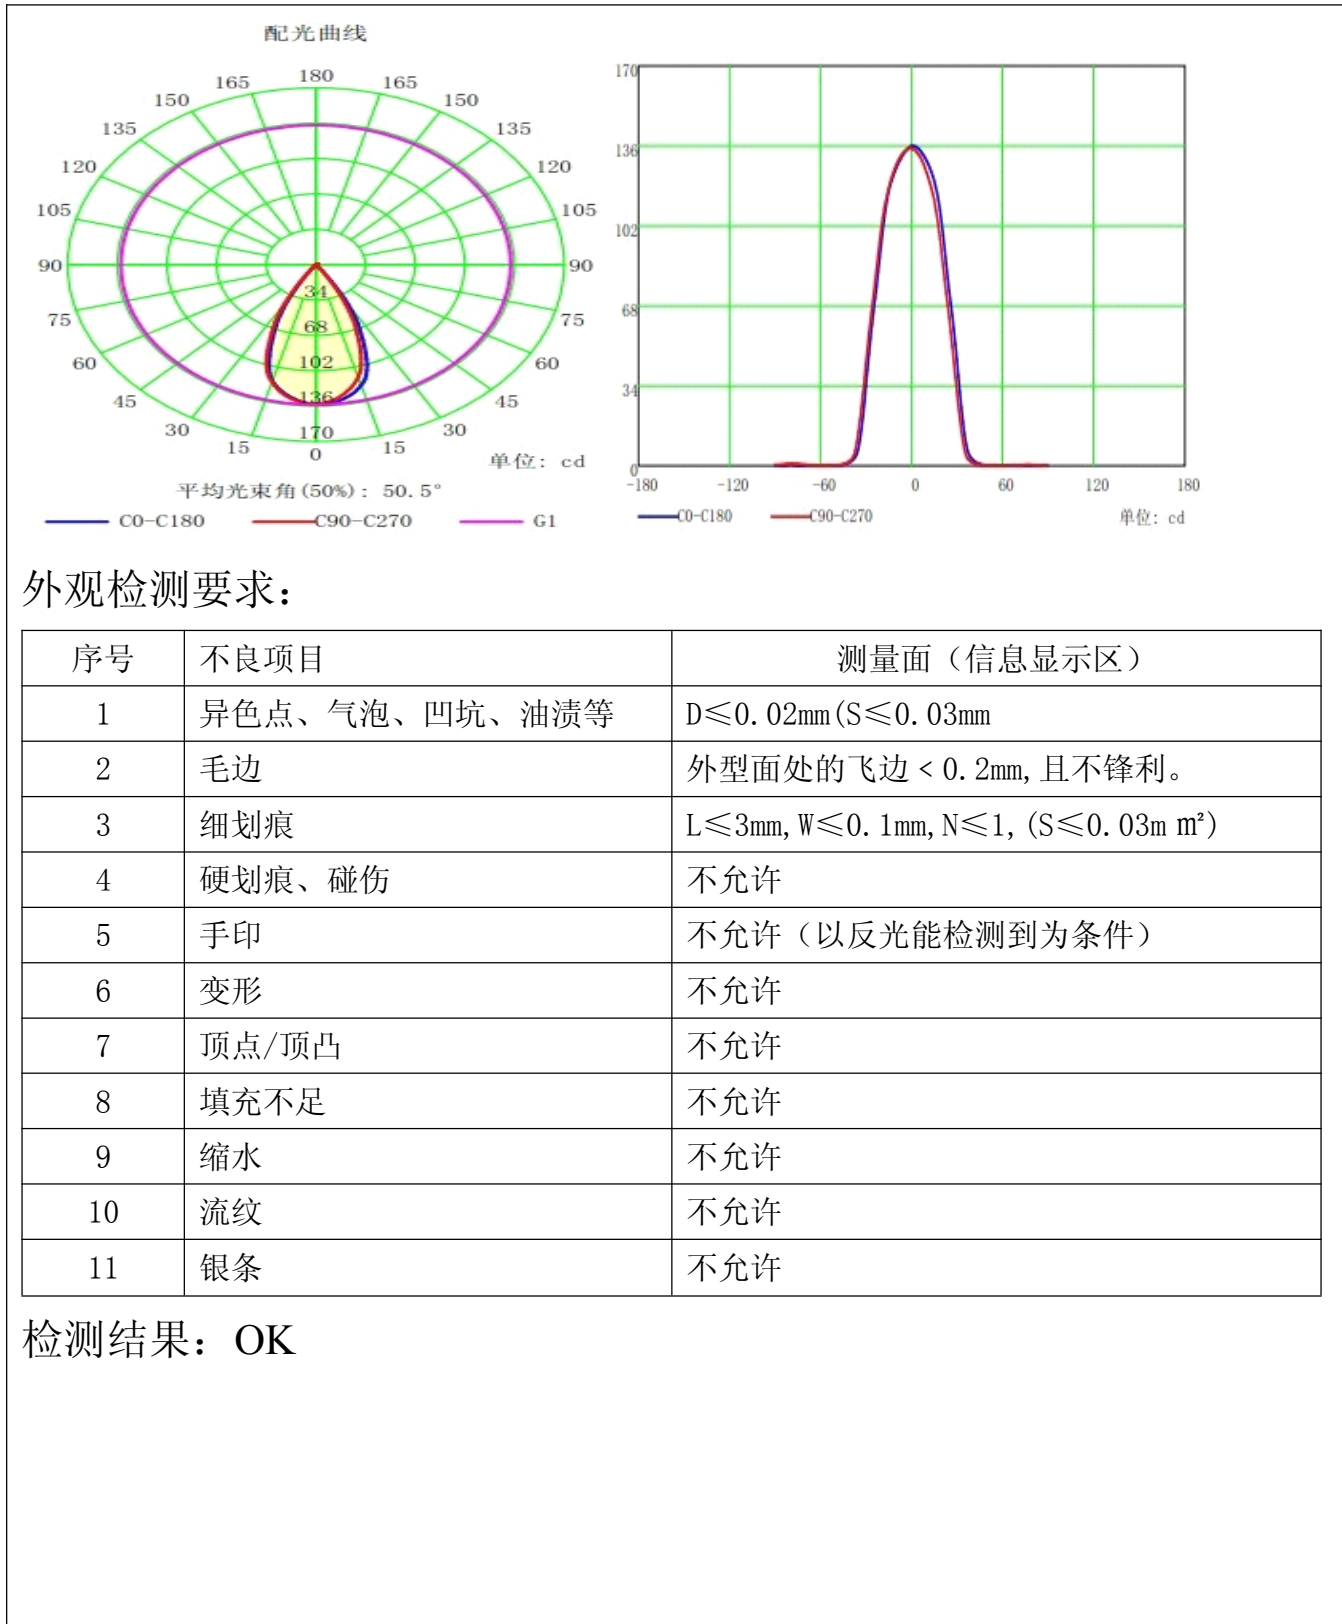 配光曲线
180
165 165
150 150
135 135
120 120
105 105
90 90
75 75
60 60
45 45
30 30
15 15
0
34
68
102
136
170
单位: cd
平均光束角(50%): 50.5°
C0-C180 C90-C270 G1
170
136
102
68
34
0
-180 -120 -60 0 60 120 180
C0-C180 C90-C270 单位: cd
外观检测要求：
序号 不良项目 测量面（信息显示区）
1 异色点、气泡、凹坑、油渍等 D≤0.02mm(S≤0.03mm
2 毛边 外型面处的飞边＜0.2mm,且不锋利。
3 细划痕 L≤3mm,W≤0.1mm,N≤1,(S≤0.03m ㎡)
4 硬划痕、碰伤 不允许
5 手印 不允许（以反光能检测到为条件）
6 变形 不允许
7 顶点/顶凸 不允许
8 填充不足 不允许
9 缩水 不允许
10 流纹 不允许
11 银条 不允许
检测结果：OK